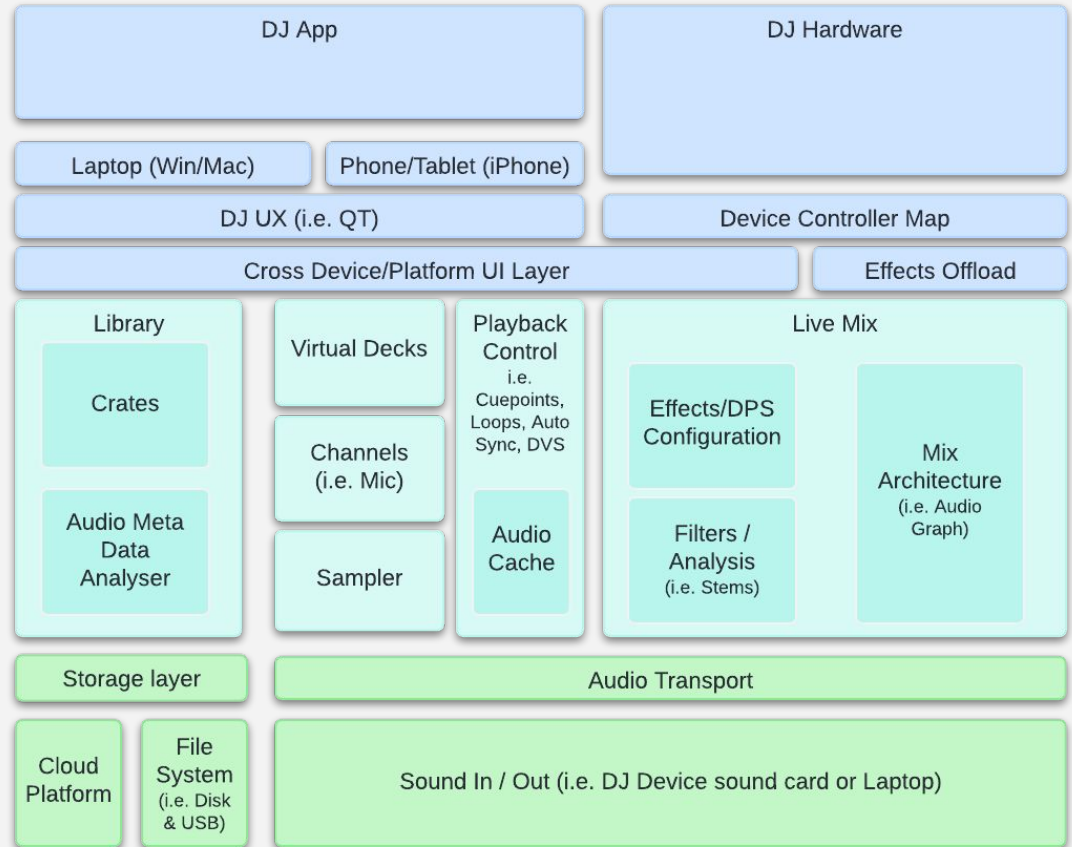 DJ App
DJ Hardware
Laptop (Win/Mac)
Phone/Tablet (iPhone)
DJ UX (i.e. QT)
Device Controller Map
Cross Device/Platform UI Layer
Effects Offload
Library
Crates
Audio Meta
Data
Analyser
Virtual Decks
Channels
(i.e. Mic)
Sampler
Playback
Control
i.e.
Cuepoints,
Loops, Auto
Sync, DVS
Audio
Cache
Live Mix
Effects/DPS
Configuration
Filters /
Analysis
(i.e. Stems)
Mix
Architecture
(i.e. Audio
Graph)
Storage layer
Audio Transport
Cloud
Platform
File
System
(i.e. Disk
& USB)
Sound In / Out (i.e. DJ Device sound card or Laptop)